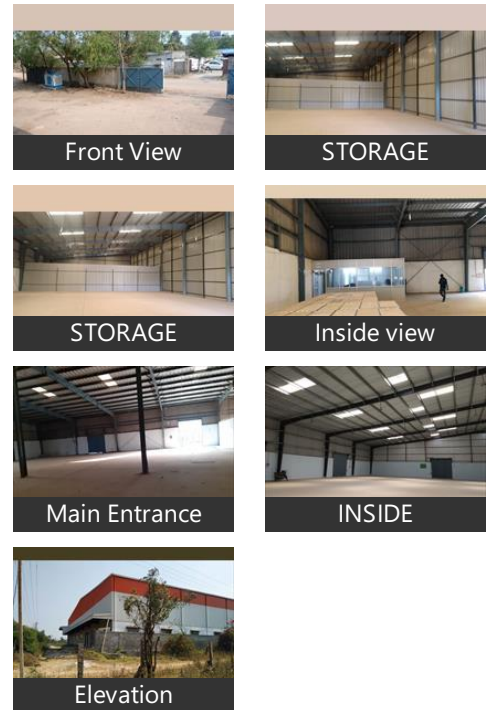 Front View
STORAGE
STORAGE
Inside view
Main Entrance
INSIDE
Elevation